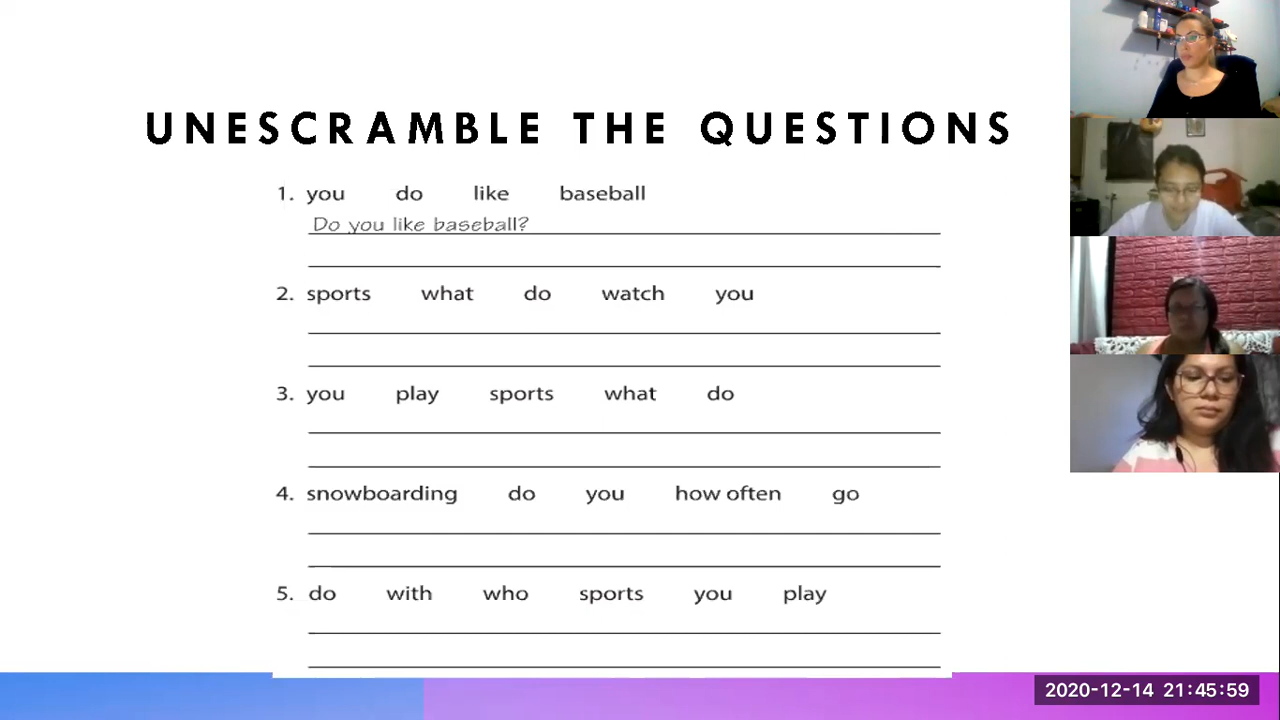 UNESCRAMBLE THE QUESTIONS
1. you do like baseball
Do you like baseball?
2. sports what do watch you
3. you play sports what do
4. snowboarding do you how often go
5. do with who sports you play
2020-12-14 21:45:59